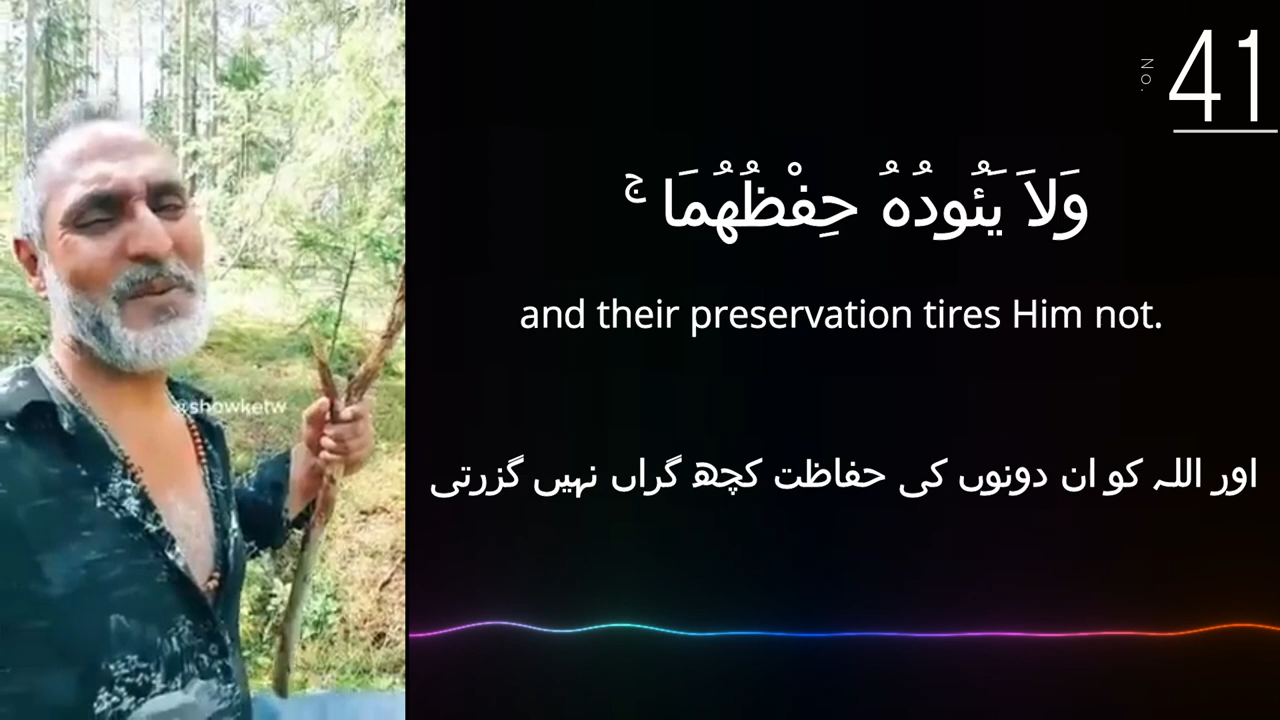 No. 41
وَلاَ يَئُودُهُ حِفْظُهُمَا ۚ
and their preservation tires Him not.
@showketw
اور اللہ کو ان دونوں کی حفاظت کچھ گراں نہیں گزرتی